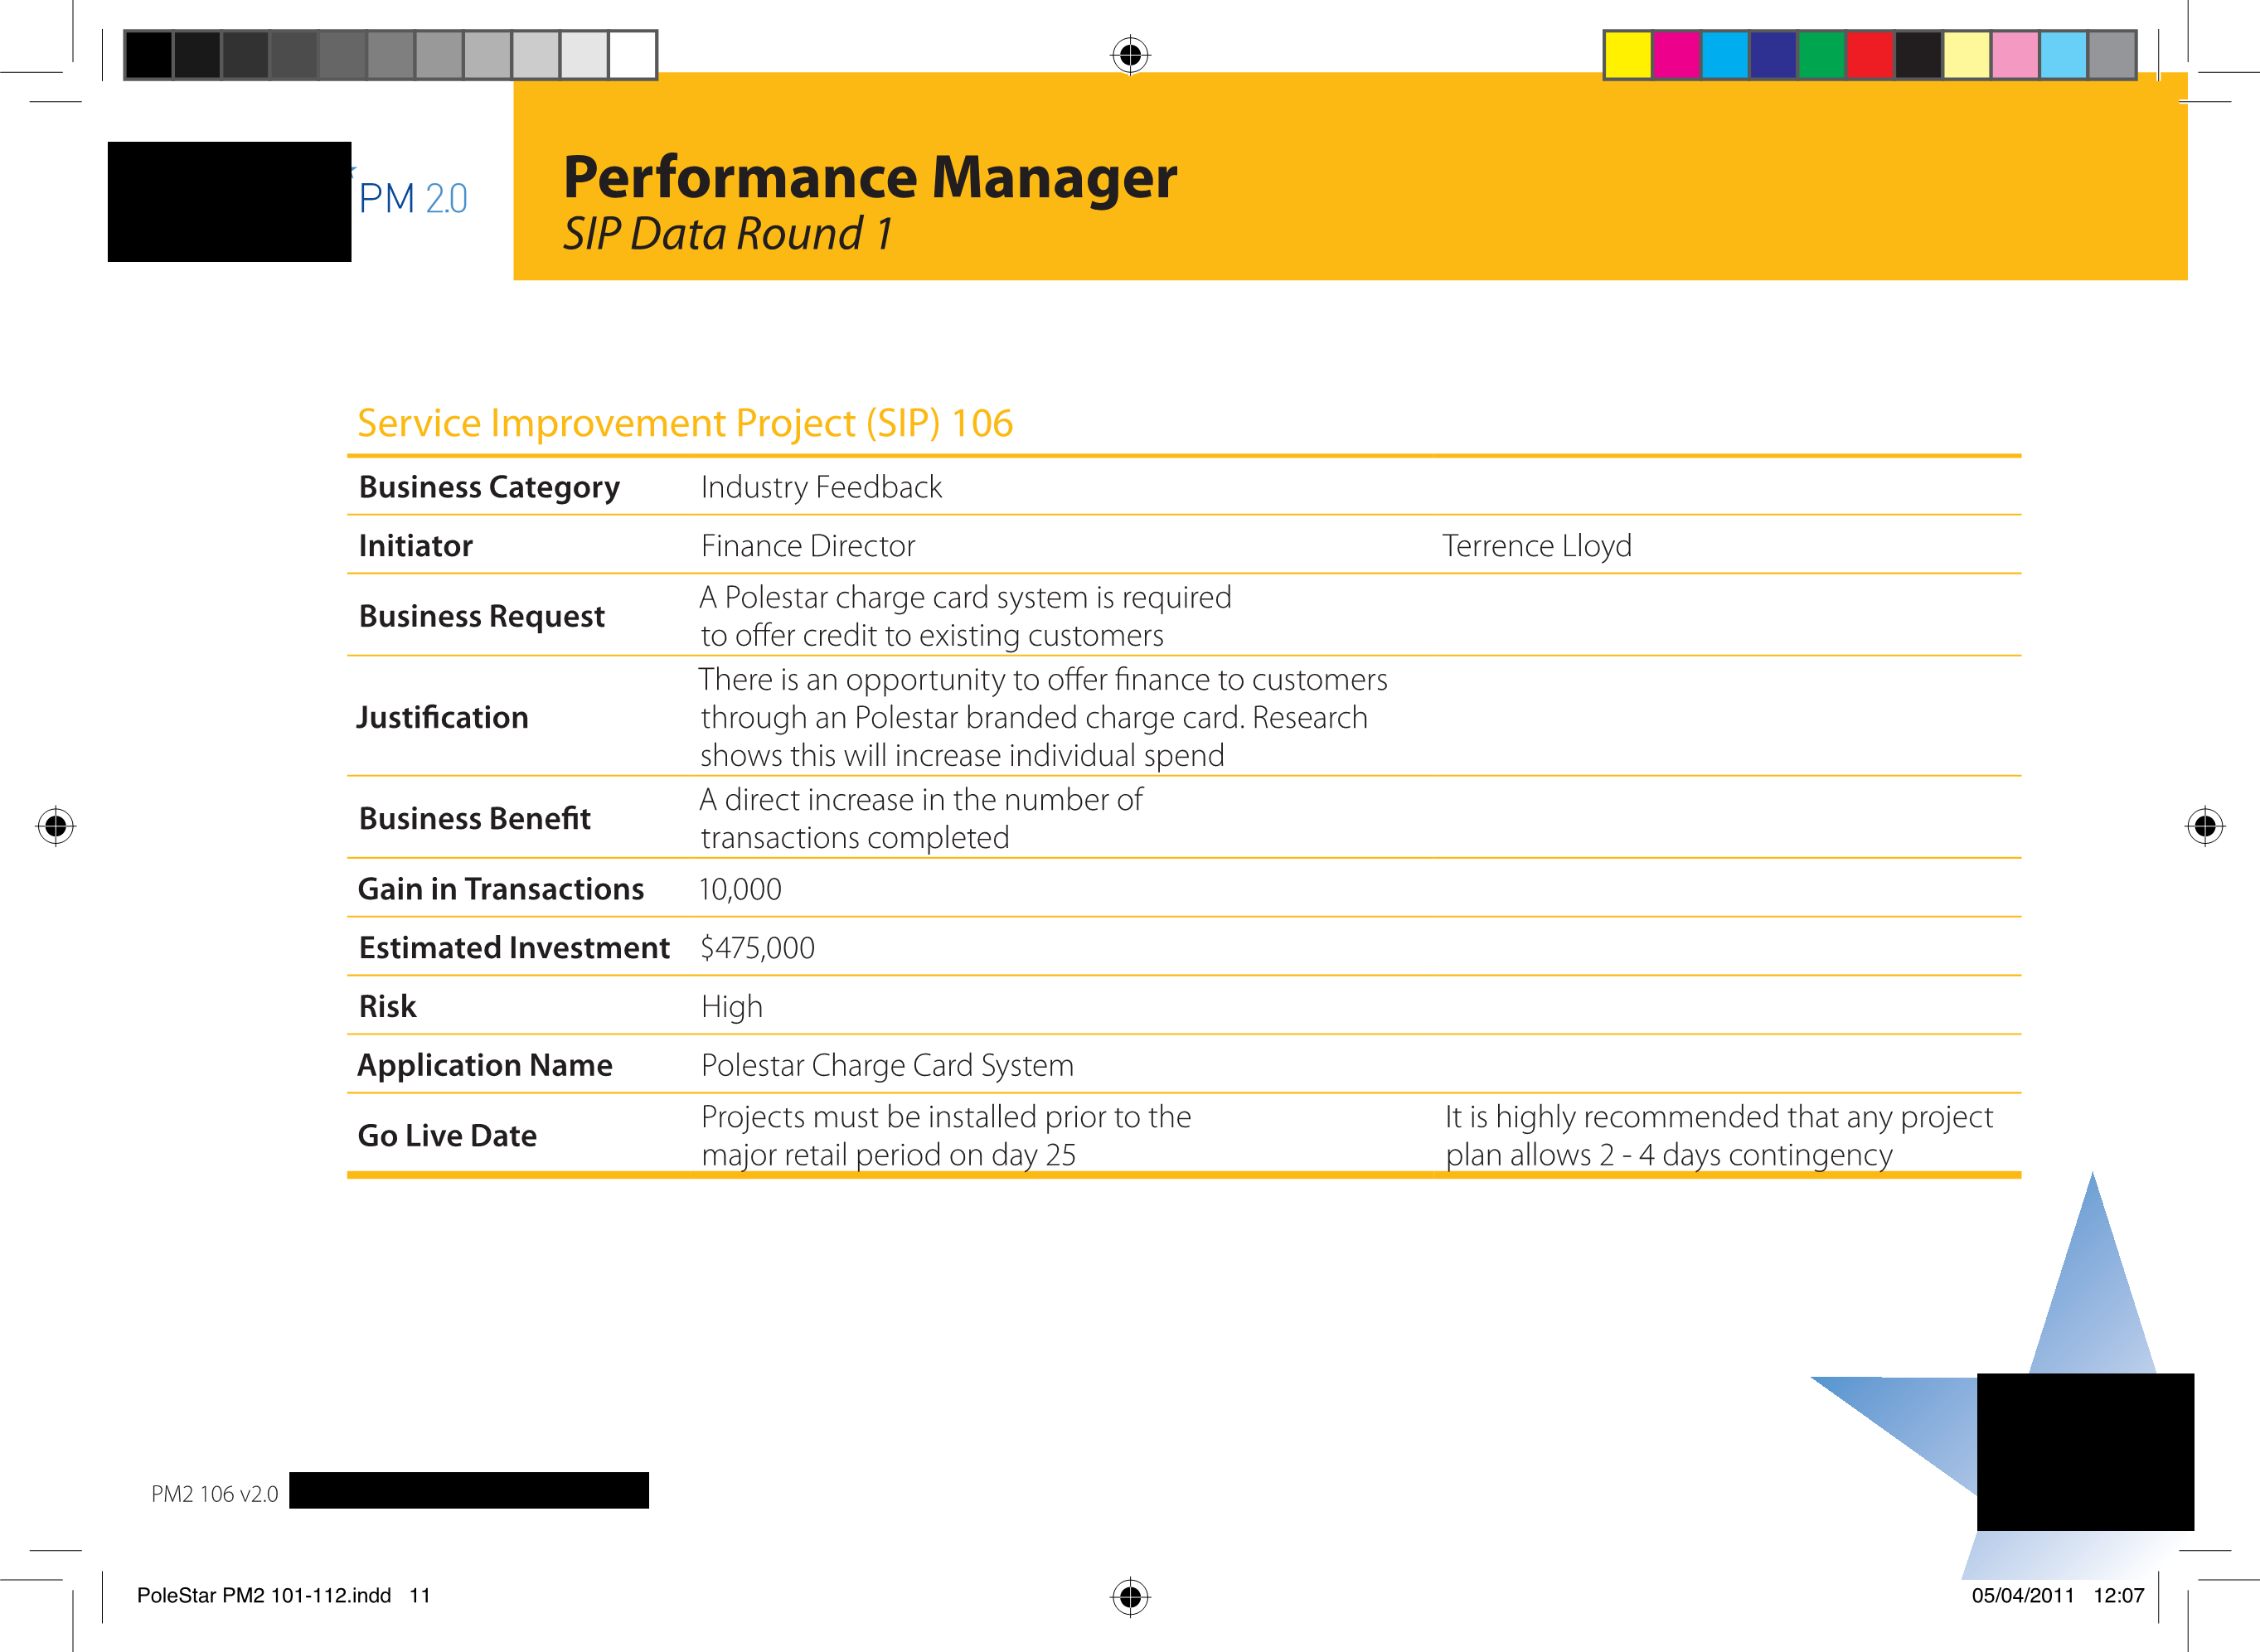 PM 2.0
Performance Manager
SIP Data Round 1
Service Improvement Project (SIP) 106
Business Category Industry Feedback
Initiator Finance Director Terrence Lloyd
Business Request A Polestar charge card system is required
to offer credit to existing customers
Justification There is an opportunity to offer finance to customers
through an Polestar branded charge card. Research
shows this will increase individual spend
Business Benefit A direct increase in the number of
transactions completed
Gain in Transactions 10,000
Estimated Investment $475,000
Risk High
Application Name Polestar Charge Card System
Go Live Date Projects must be installed prior to the
major retail period on day 25
It is highly recommended that any project
plan allows 2 - 4 days contingency
PM2 106 v2.0
PoleStar PM2 101-112.indd 11
05/04/2011 12:07